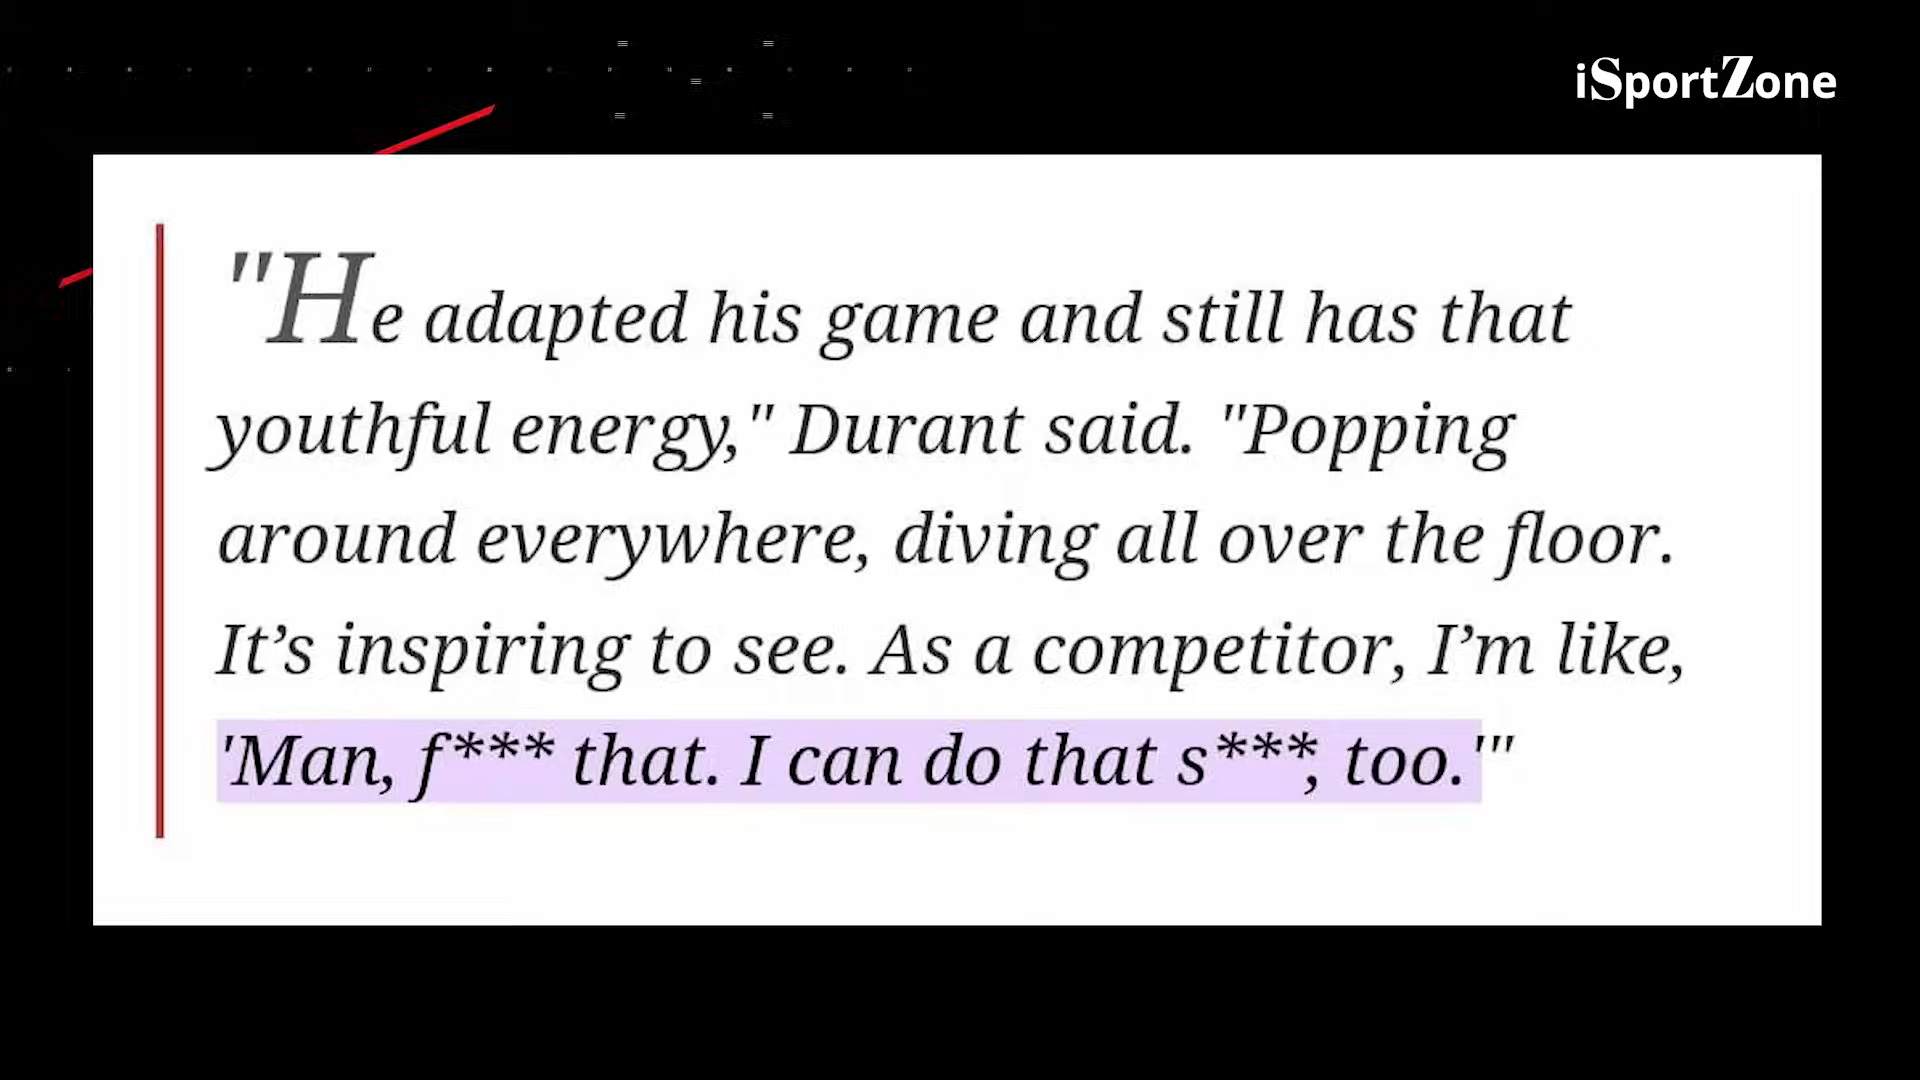 iSportZone
"He adapted his game and still has that
youthful energy," Durant said. "Popping
around everywhere, diving all over the floor.
It’s inspiring to see. As a competitor, I’m like,
'Man, f*** that. I can do that s***, too.'"